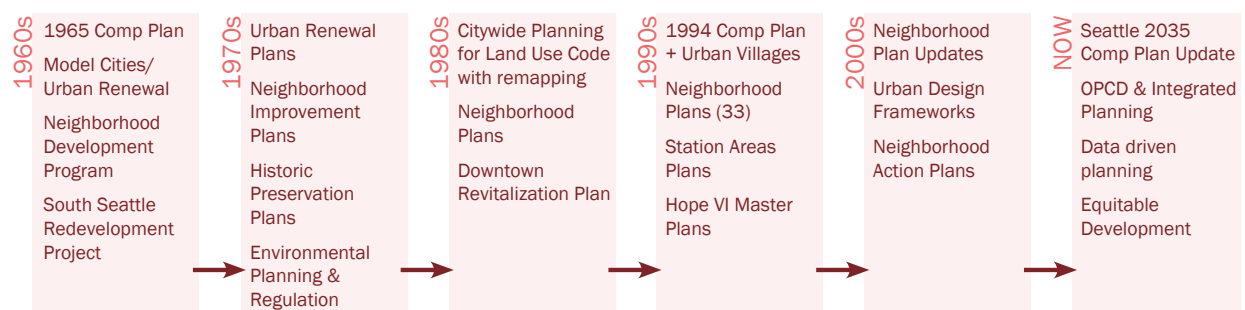 1960s
1965 Comp Plan
Model Cities/
Urban Renewal
Neighborhood
Development
Program
South Seattle
Redevelopment
Project
1970s
Urban Renewal
Plans
Neighborhood
Improvement
Plans
Historic
Preservation
Plans
Environmental
Planning &
Regulation
1980s
Citywide Planning
for Land Use Code
with remapping
Neighborhood
Plans
Downtown
Revitalization Plan
1990s
1994 Comp Plan
+ Urban Villages
Neighborhood
Plans (33)
Station Areas
Plans
Hope VI Master
Plans
2000s
Neighborhood
Plan Updates
Urban Design
Frameworks
Neighborhood
Action Plans
NOW
Seattle 2035
Comp Plan Update
OPCD & Integrated
Planning
Data driven
planning
Equitable
Development